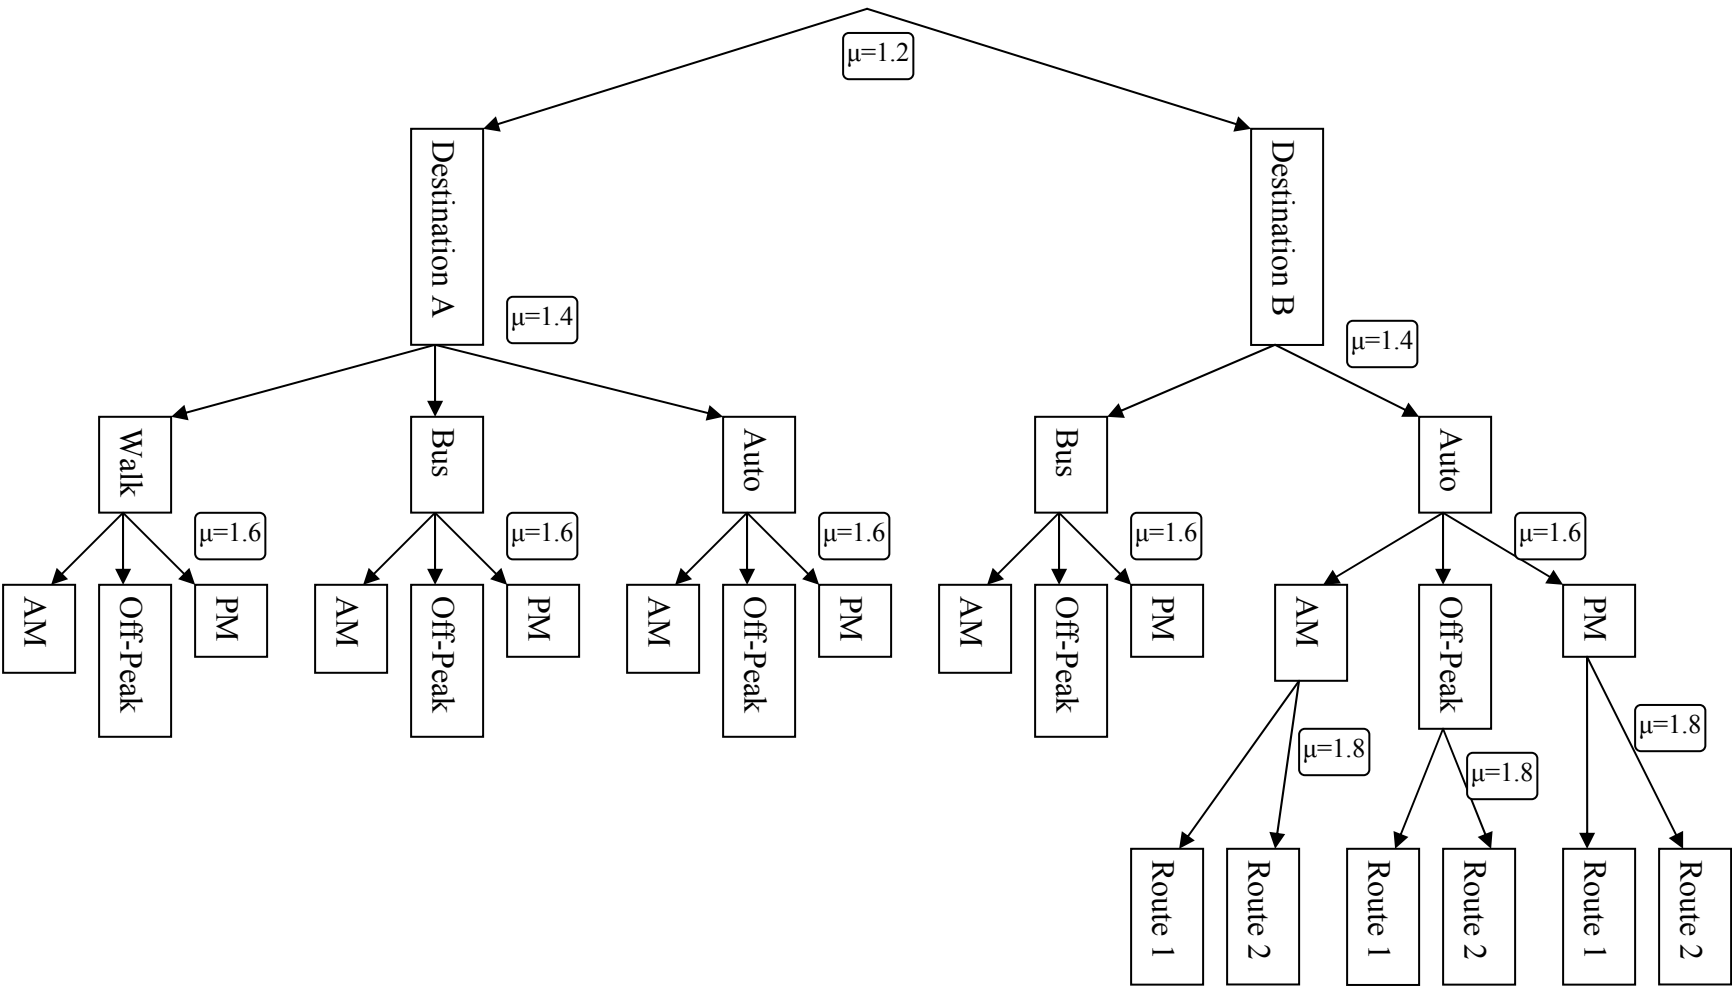 μ=1.2
Destination A
Destination B
μ=1.4
μ=1.4
Walk
Bus
Auto
Bus
Auto
μ=1.6
μ=1.6
μ=1.6
μ=1.6
μ=1.6
AM
Off-Peak
PM
AM
Off-Peak
PM
AM
Off-Peak
PM
AM
Off-Peak
PM
AM
Off-Peak
PM
μ=1.8
μ=1.8
μ=1.8
Route 1
Route 2
Route 1
Route 2
Route 1
Route 2